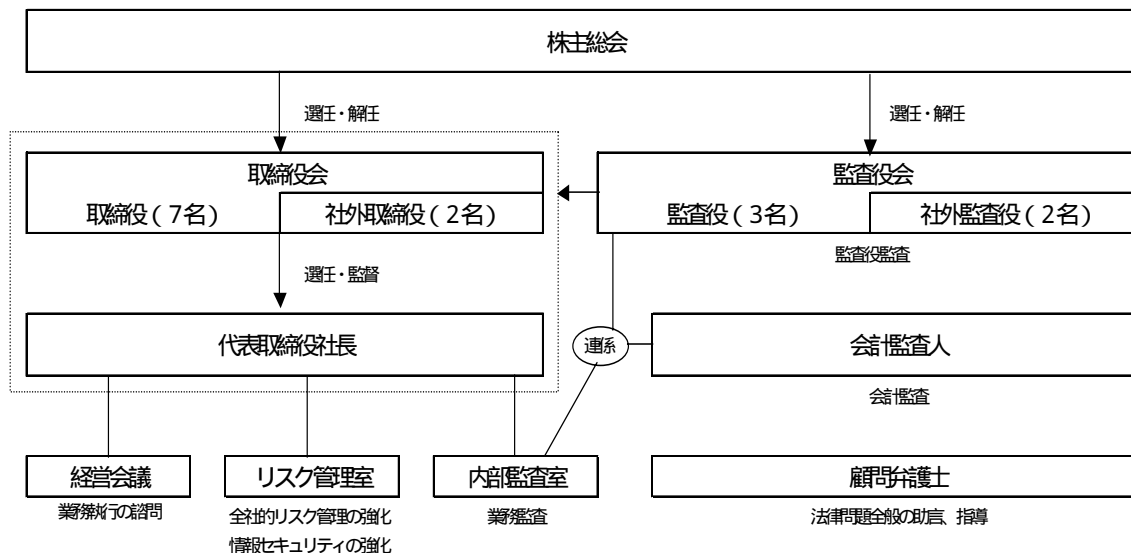 株主総会
選任・解任
選任・解任
取締役会
監査役会
取締役(7名)
社外取締役(2名)
監査役(3名)
社外監査役(2名)
監査役監査
選任・監督
代表取締役社長
連係
会計監査人
会計監査
経営会議
リスク管理室
内部監査室
顧問弁護士
業務執行の諮問
全社的リスク管理の強化
業務監査
法律問題全般の助言、指導
情報セキュリティの強化